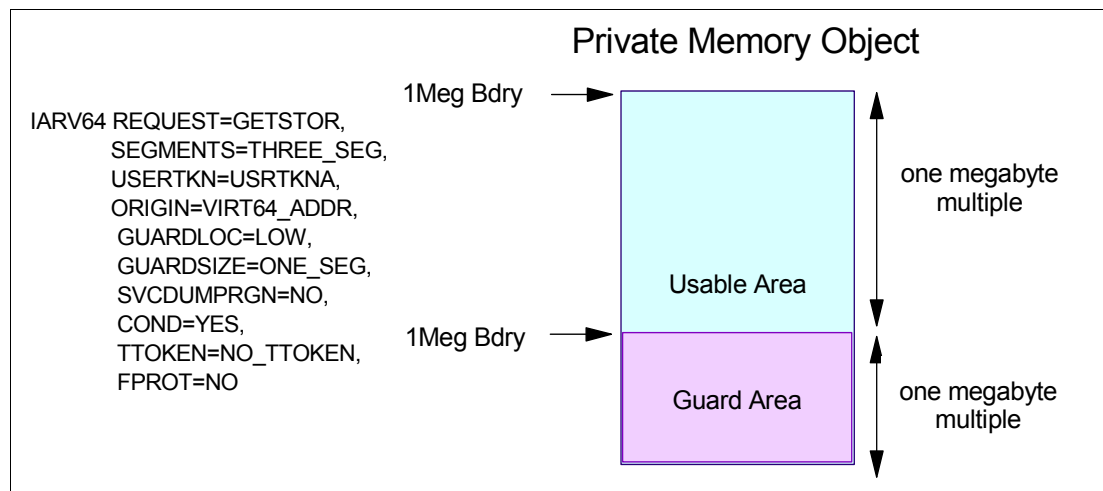 Private Memory Object
1Meg Bdry
IARV64 REQUEST=GETSTOR,
SEGMENTS=THREE_SEG,
USERTKN=USRTKNA,
ORIGIN=VIRT64_ADDR,
GUARDLOC=LOW,
GUARDSIZE=ONE_SEG,
SVCDUMPRGN=NO,
COND=YES,
TTOKEN=NO_TTOKEN,
FPROT=NO
one megabyte
multiple
Usable Area
1Meg Bdry
Guard Area
one megabyte
multiple